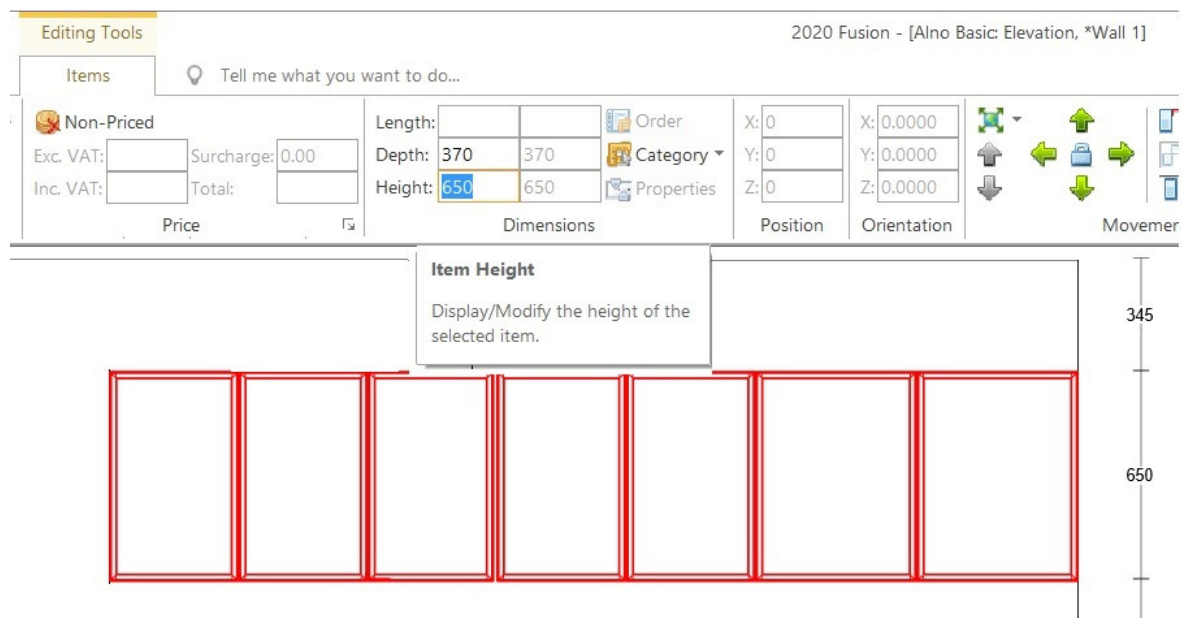 Editing Tools
2020 Fusion - [Alno Basic: Elevation, *Wall 1]
Items
Tell me what you want to do...
Non-Priced
Exc. VAT:
Surcharge: 0.00
Inc. VAT:
Total:
Price
Length:
Order
Depth: 370 370
Category
Height: 650 650
Properties
Dimensions
X: 0
Y: 0
Z: 0
Position
X: 0.0000
Y: 0.0000
Z: 0.0000
Orientation
Item Height
Display/Modify the height of the
selected item.
345
650